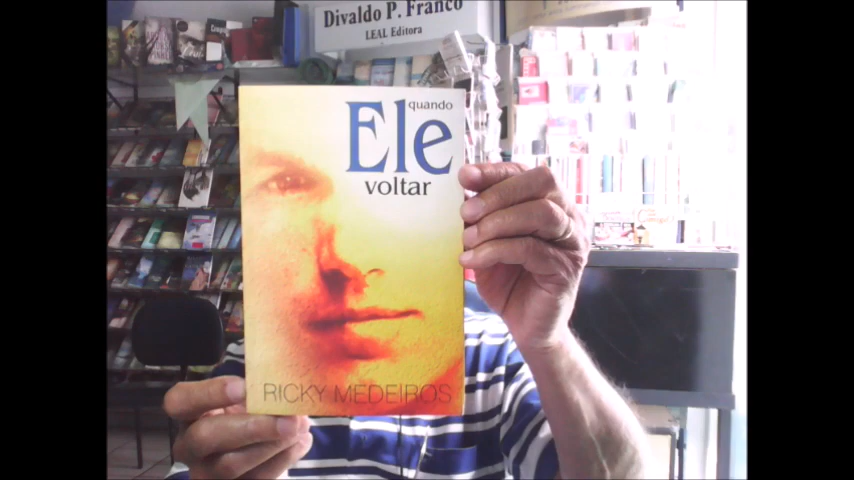 Divaldo P. Franco
LEAL Editora
quando
Ele
voltar
RICKY MEDEIROS